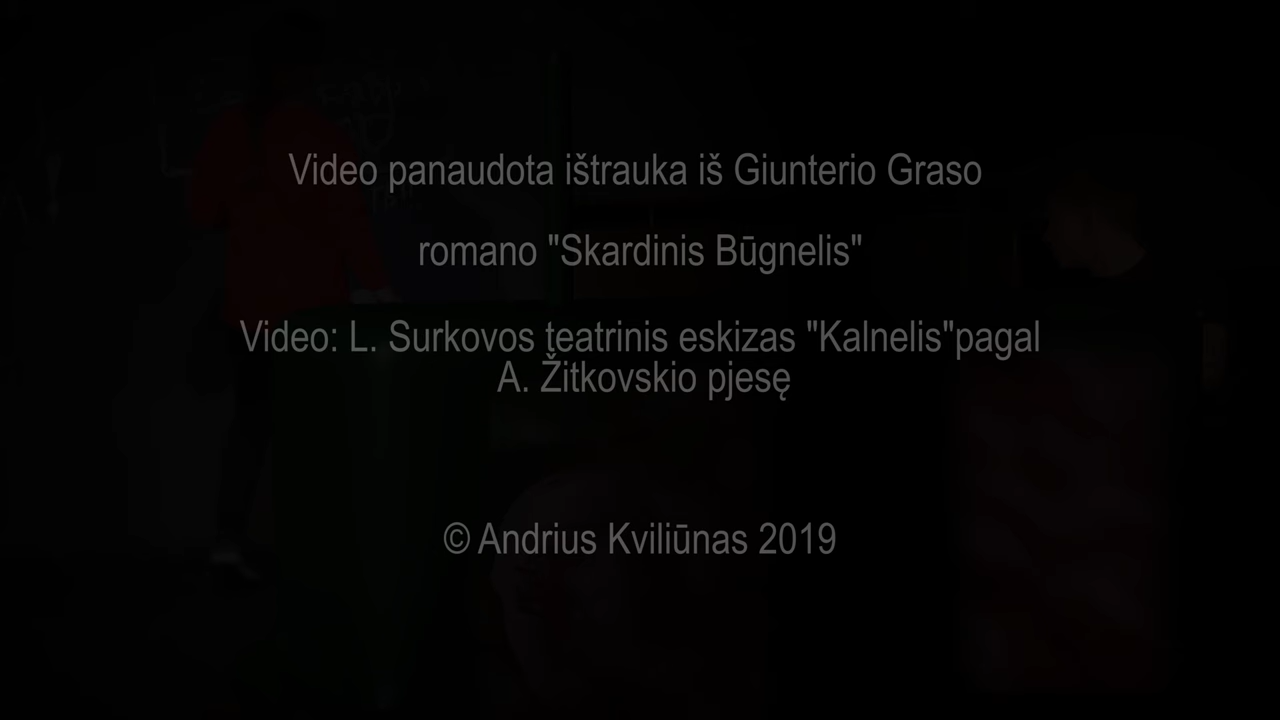 Video panaudota ištrauka iš Giunterio Graso
romano "Skardinis Būgnelis"
Video: L. Surkovos teatrinis eskizas "Kalnelis"pagal
A. Žitkovskio pjesę
© Andrius Kviliūnas 2019